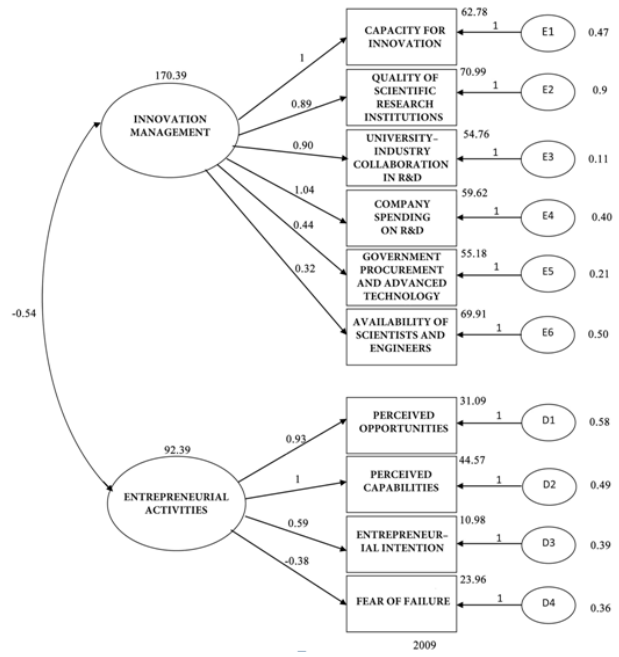 62.78
CAPACITY FOR
INNOVATION
1
E1
0.47
170.39
INNOVATION
MANAGEMENT
1
70.99
QUALITY OF
SCIENTIFIC
RESEARCH
INSTITUTIONS
1
E2
0.9
0.89
54.76
UNIVERSITY–
INDUSTRY
COLLABORATION
IN R&D
1
E3
0.11
0.90
59.62
COMPANY
SPENDING
ON R&D
1
E4
0.40
1.04
55.18
GOVERNMENT
PROCUREMENT
AND ADVANCED
TECHNOLOGY
1
E5
0.21
0.44
69.91
AVAILABILITY OF
SCIENTISTS AND
ENGINEERS
1
E6
0.50
0.32
-0.54
31.09
PERCEIVED
OPPORTUNITIES
1
D1
0.58
0.93
92.39
ENTREPRENEURIAL
ACTIVITIES
44.57
PERCEIVED
CAPABILITIES
1
D2
0.49
1
10.98
ENTREPRENEUR–
IAL INTENTION
1
D3
0.39
0.59
23.96
FEAR OF FAILURE
1
D4
0.36
-0.38
2009